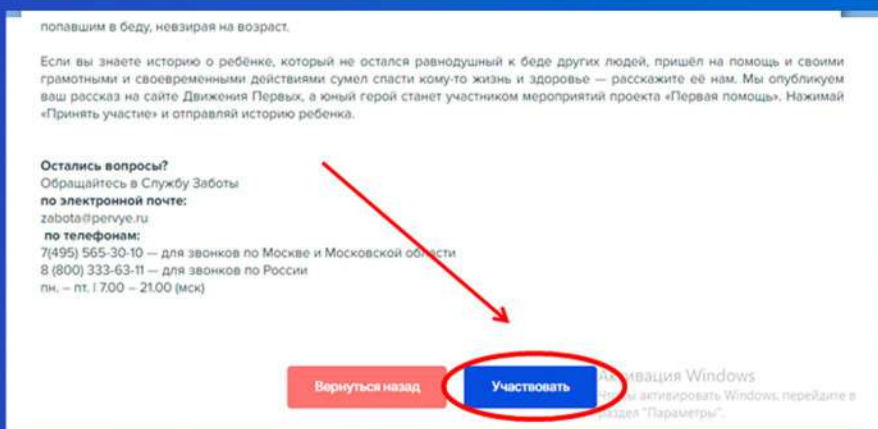 попавшим в беду, невзирая на возраст.
Если вы знаете историю о ребёнке, который не остался равнодушный к беде других людей, пришёл на помощь и своими
грамотными и своевременными действиями сумел спасти кому-то жизнь и здоровье — расскажите её нам. Мы опубликуем
ваш рассказ на сайте Движения Первых, а юный герой станет участником мероприятий проекта «Первая помощь». Нажимай
«Принять участие» и отправляй историю ребенка.
Остались вопросы?
Обращайтесь в Службу Заботы
по электронной почте:
zabota@pervye.ru
по телефонам:
7(495) 565-30-10 — для звонков по Москве и Московской области
8 (800) 333-63-11 — для звонков по России
пн. – пт. | 7.00 – 21.00 (мск)
Вернуться назад
Участвовать
Активация Windows
Чтобы активировать Windows, перейдите в
раздел "Параметры".